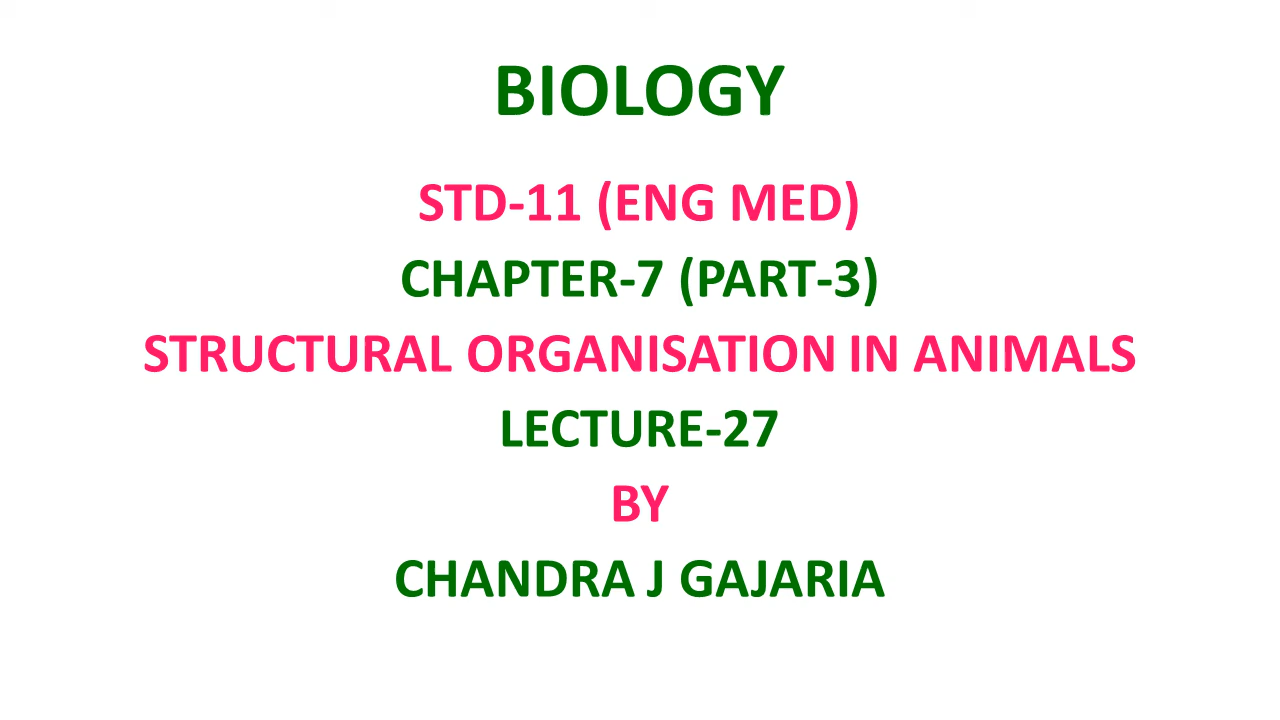 BIOLOGY
STD-11 (ENG MED)
CHAPTER-7 (PART-3)
STRUCTURAL ORGANISATION IN ANIMALS
LECTURE-27
BY
CHANDRA J GAJARIA